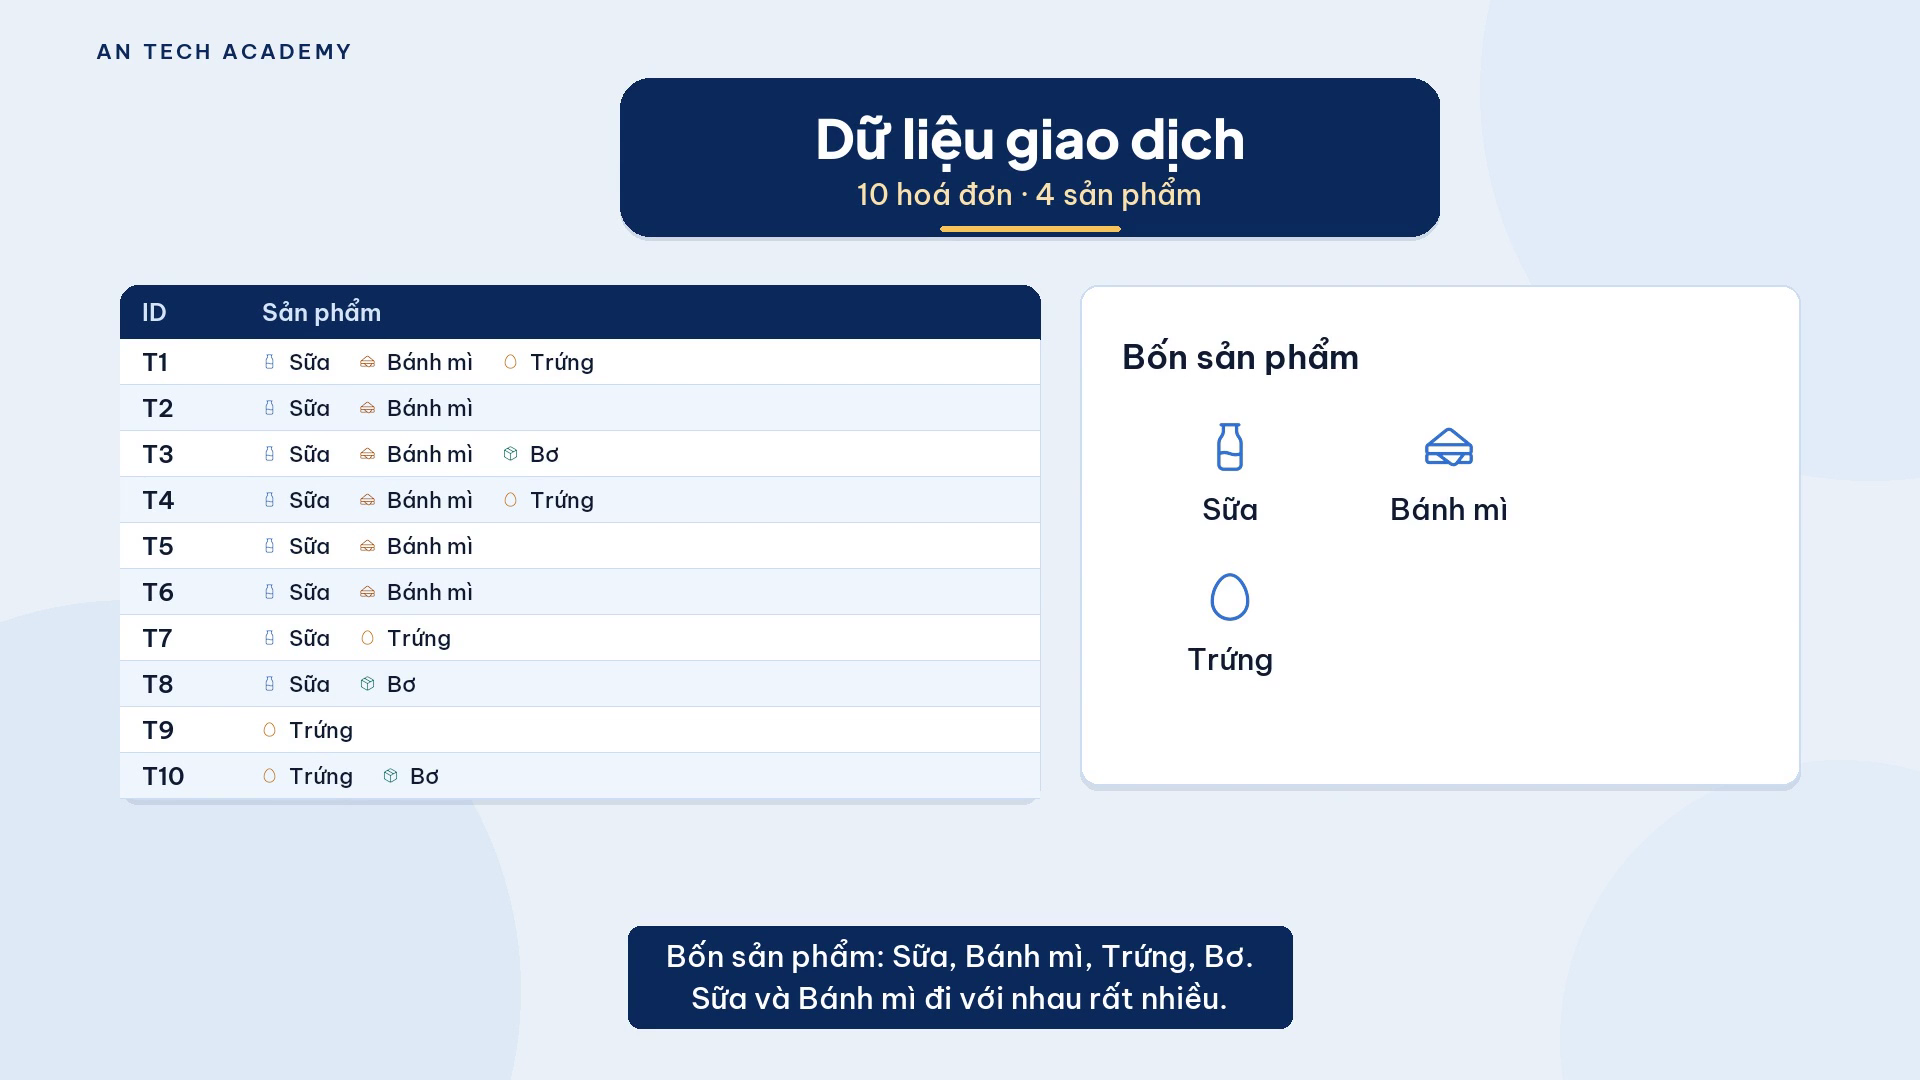 AN TECH ACADEMY
Dữ liệu giao dịch
10 hoá đơn · 4 sản phẩm
ID Sản phẩm
T1 Sữa Bánh mì Trứng
T2 Sữa Bánh mì
T3 Sữa Bánh mì Bơ
T4 Sữa Bánh mì Trứng
T5 Sữa Bánh mì
T6 Sữa Bánh mì
T7 Sữa Trứng
T8 Sữa Bơ
T9 Trứng
T10 Trứng Bơ
Bốn sản phẩm
Sữa Bánh mì
Trứng
Bốn sản phẩm: Sữa, Bánh mì, Trứng, Bơ.
Sữa và Bánh mì đi với nhau rất nhiều.